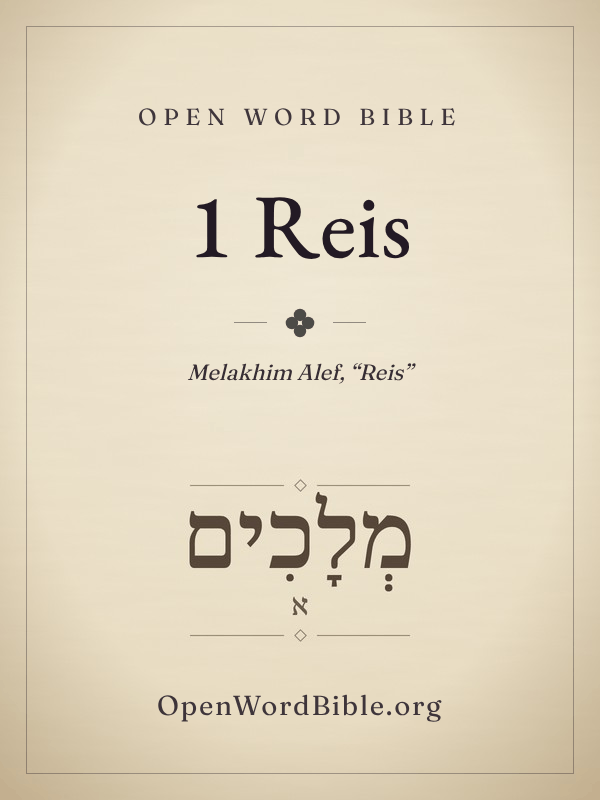 OPEN WORD BIBLE
1 Reis
Melakhim Alef, “Reis”
מְלָכִים
א
OpenWordBible.org